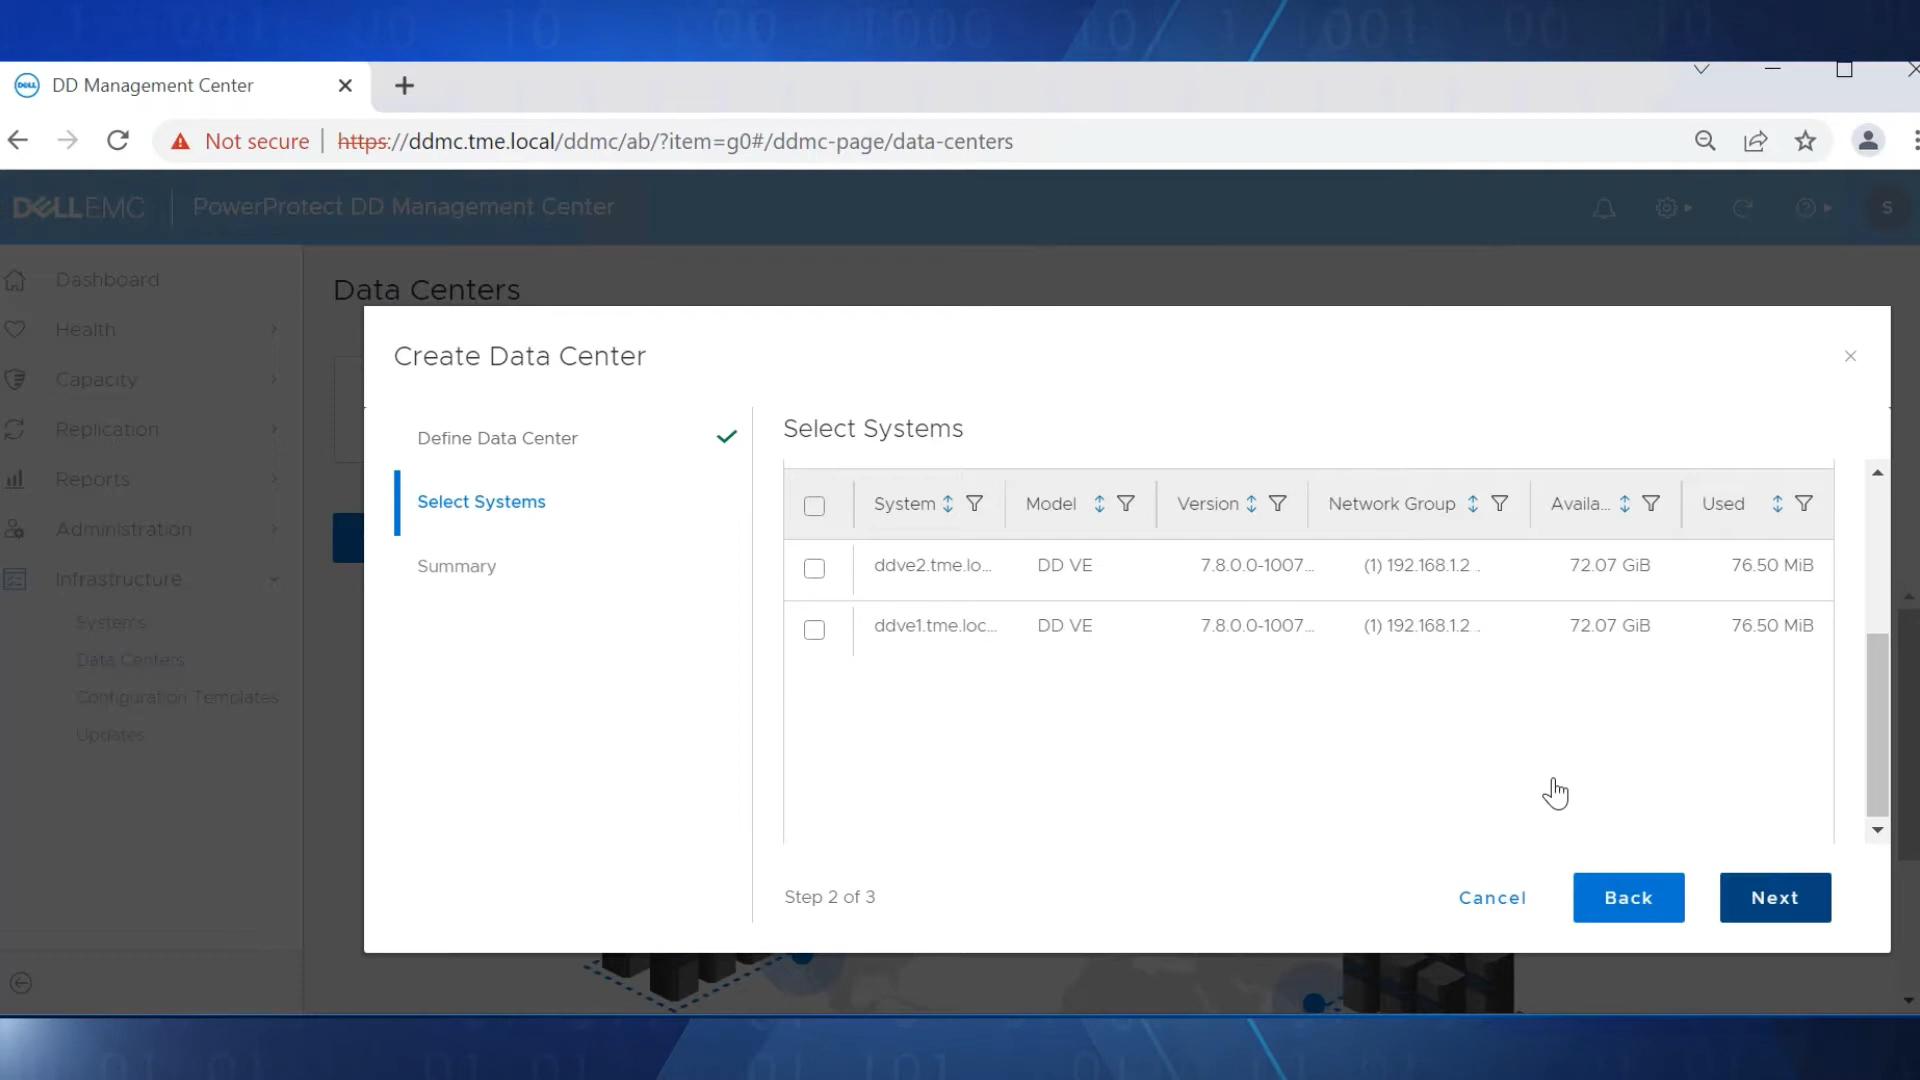 DD Management Center
Not secure
https://ddmc.tme.local/ddmc/ab/?item=g0#/ddmc-page/data-centers
DELLEMC
PowerProtect DD Management Center
S
Dashboard
Health
Capacity
Replication
Reports
Administration
Infrastructure
Systems
Data Centers
Configuration Templates
Updates
Data Centers
Create Data Center
Define Data Center
Select Systems
Summary
Select Systems
System Model Version Network Group Availa... Used
ddve2.tme.lo... DD VE 7.8.0.0-1007... (1) 192.168.1.2 .. 72.07 GiB 76.50 MiB
ddve1.tme.loc... DD VE 7.8.0.0-1007... (1) 192.168.1.2 .. 72.07 GiB 76.50 MiB
Step 2 of 3
Cancel
Back
Next